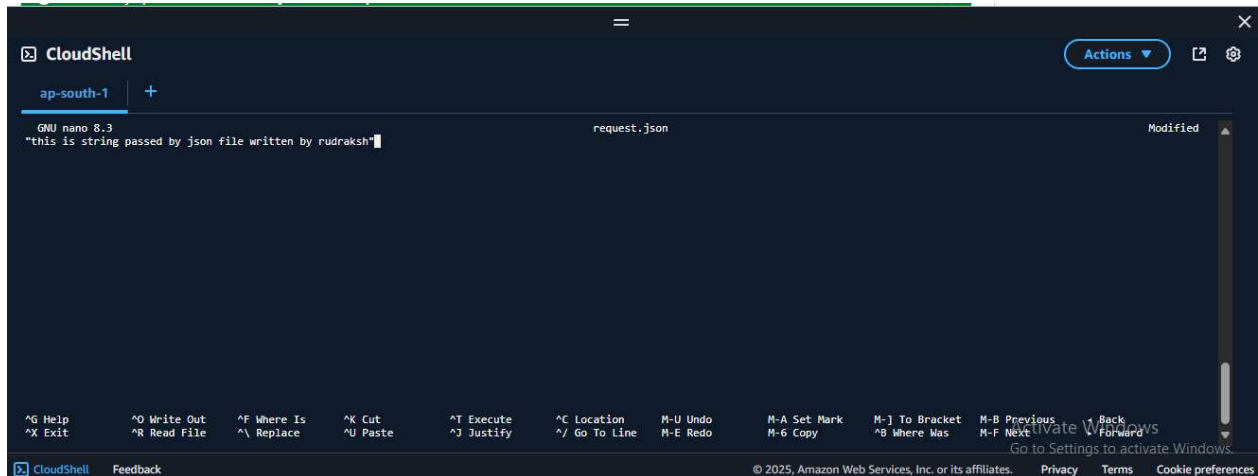 CloudShell
Actions
ap-south-1 +
GNU nano 8.3 request.json Modified
"this is string passed by json file written by rudraksh"
^G Help ^O Write Out ^F Where Is ^K Cut ^T Execute ^C Location M-U Undo M-A Set Mark M-] To Bracket M-B Previous Back
^X Exit ^R Read File ^\ Replace ^U Paste ^J Justify ^/ Go To Line M-E Redo M-6 Copy ^B Where Was M-F Next Forward
Activate Windows
Go to Settings to activate Windows.
CloudShell Feedback © 2025, Amazon Web Services, Inc. or its affiliates. Privacy Terms Cookie preferences